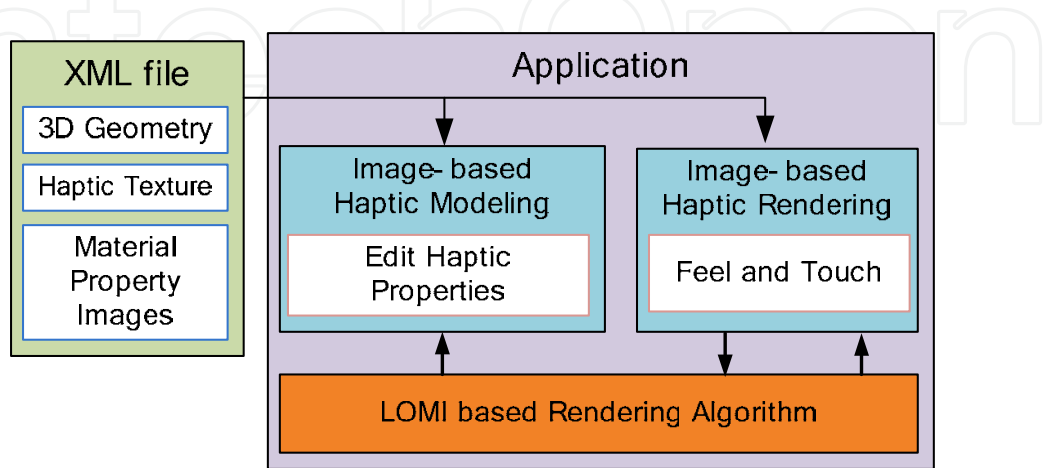 XML file
3D Geometry
Haptic Texture
Material
Property
Images
Application
Image-based
Haptic Modeling
Edit Haptic
Properties
Image-based
Haptic Rendering
Feel and Touch
LOMI based Rendering Algorithm